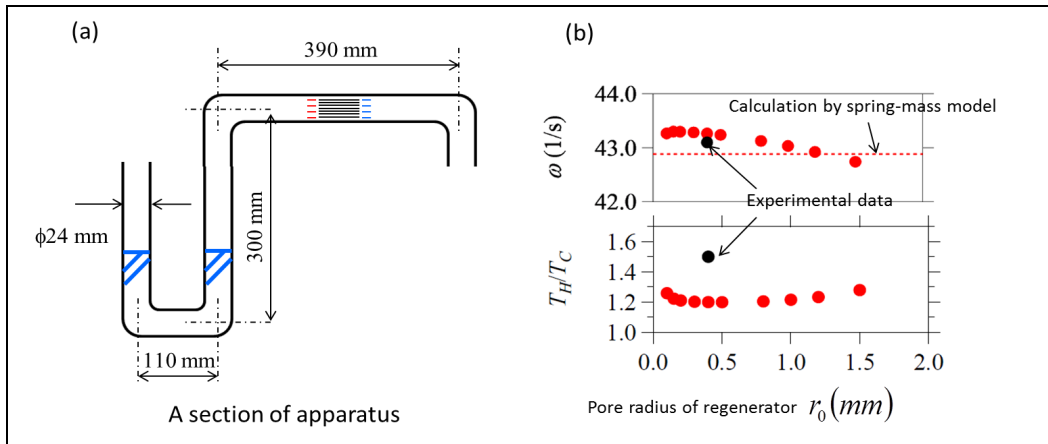 (a)
390 mm
φ24 mm
300 mm
110 mm
A section of apparatus
(b)
44.0
43.0
42.0
ω (1/s)
Calculation by spring-mass model
Experimental data
1.6
1.4
1.2
1.0
T_H/T_C
0.0 0.5 1.0 1.5 2.0
Pore radius of regenerator r_0 (mm)